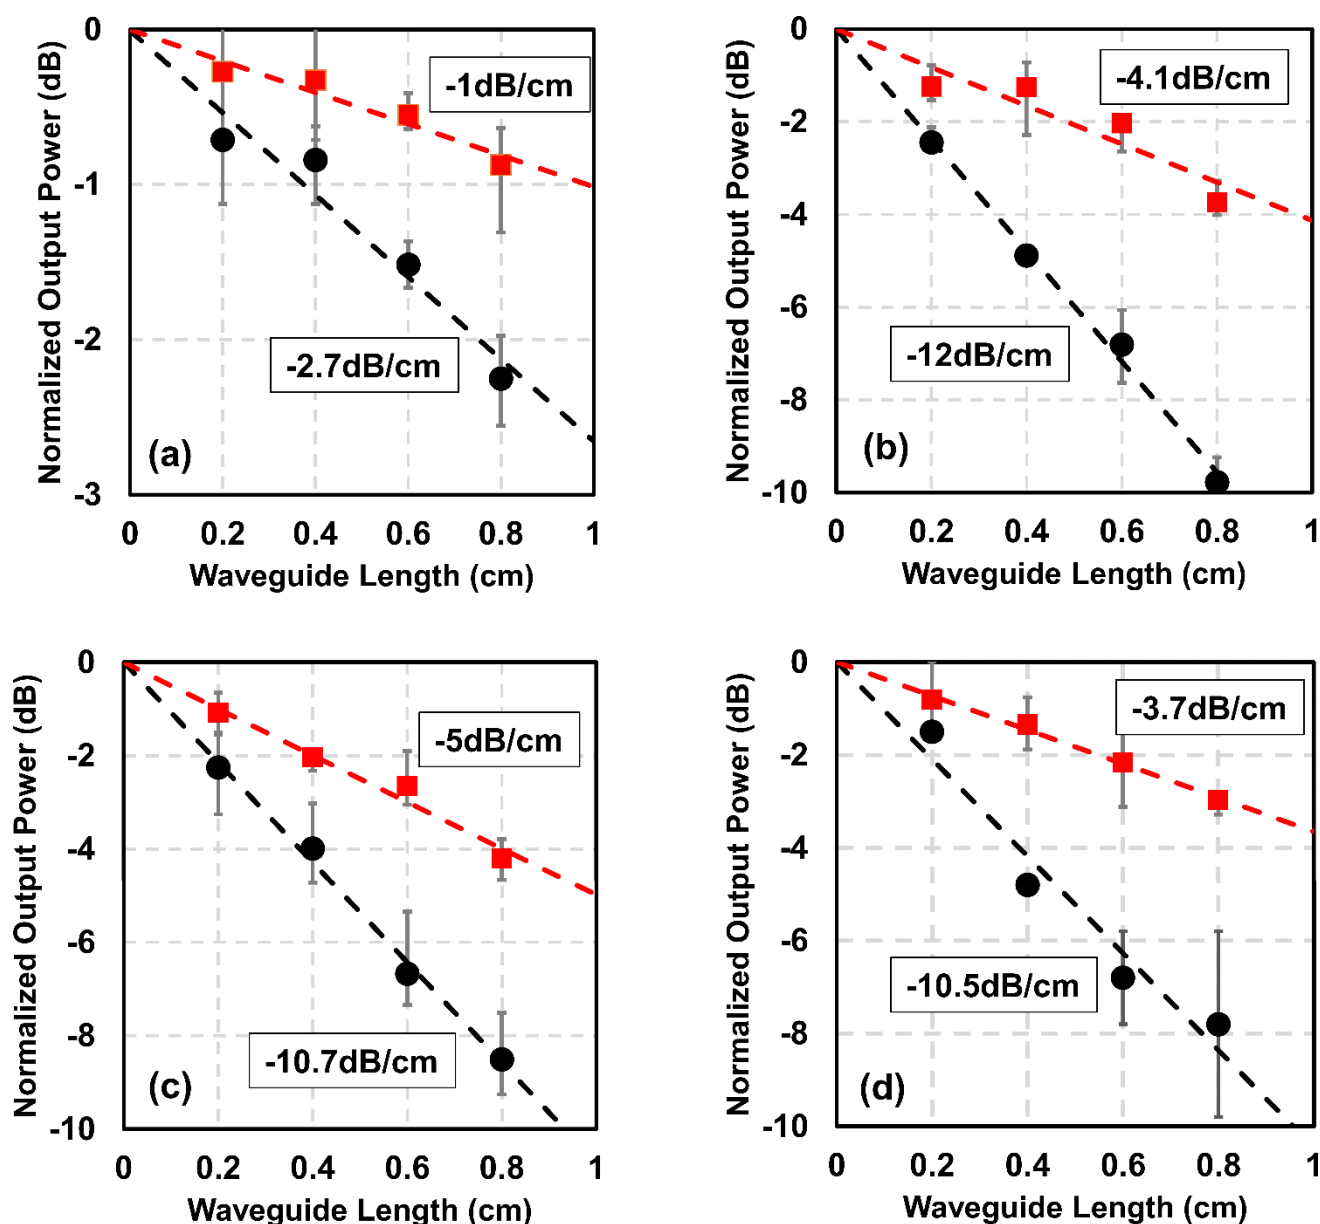 Normalized Output Power (dB)
0
-1
-2
-3
-1dB/cm
-2.7dB/cm
(a)
0 0.2 0.4 0.6 0.8 1
Waveguide Length (cm)
Normalized Output Power (dB)
0
-2
-4
-6
-8
-10
-4.1dB/cm
-12dB/cm
(b)
0 0.2 0.4 0.6 0.8 1
Waveguide Length (cm)
Normalized Output Power (dB)
0
-2
-4
-6
-8
-10
-5dB/cm
-10.7dB/cm
(c)
0 0.2 0.4 0.6 0.8 1
Waveguide Length (cm)
Normalized Output Power (dB)
0
-2
-4
-6
-8
-10
-3.7dB/cm
-10.5dB/cm
(d)
0 0.2 0.4 0.6 0.8 1
Waveguide Length (cm)